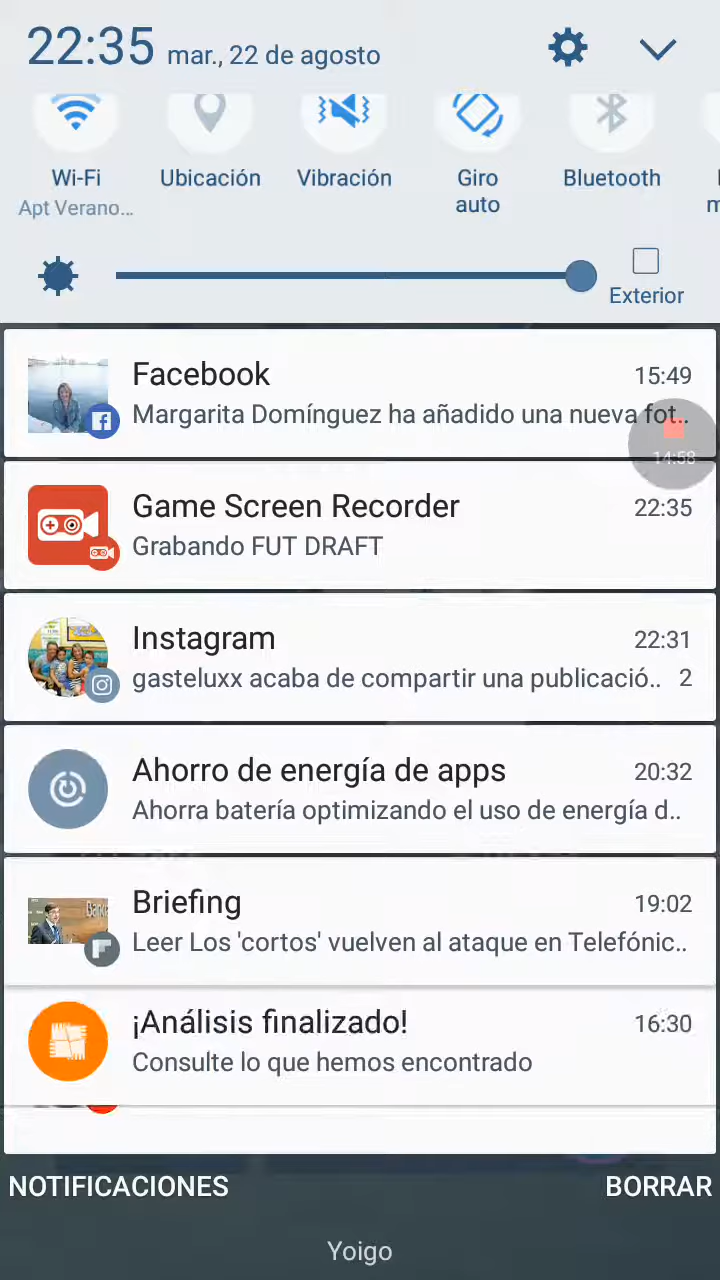 22:35 mar., 22 de agosto
Wi-Fi Ubicación Vibración Giro auto Bluetooth
Apt Verano...
Exterior
Facebook 15:49
Margarita Domínguez ha añadido una nueva fot..
14:58
Game Screen Recorder 22:35
Grabando FUT DRAFT
Instagram 22:31
gasteluxx acaba de compartir una publicació.. 2
Ahorro de energía de apps 20:32
Ahorra batería optimizando el uso de energía d..
Briefing 19:02
Leer Los 'cortos' vuelven al ataque en Telefónic..
¡Análisis finalizado! 16:30
Consulte lo que hemos encontrado
NOTIFICACIONES BORRAR
Yoigo